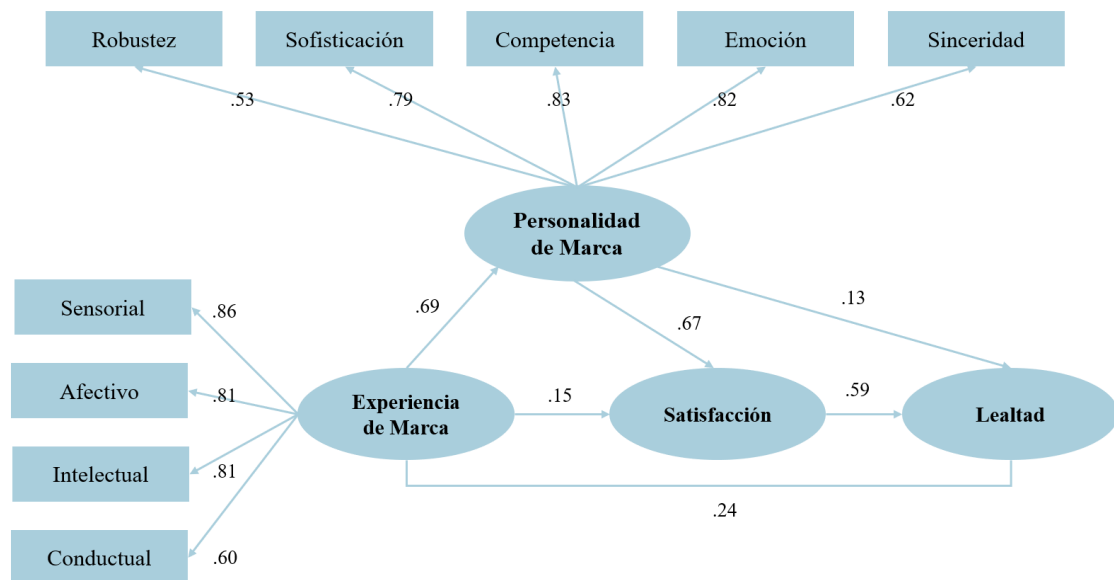 Robustez
Sofisticación
Competencia
Emoción
Sinceridad
.53
.79
.83
.82
.62
Personalidad
de Marca
Sensorial
.86
.69
.67
.13
Afectivo
.81
Experiencia
de Marca
.15
Satisfacción
.59
Lealtad
Intelectual
.81
.24
Conductual
.60